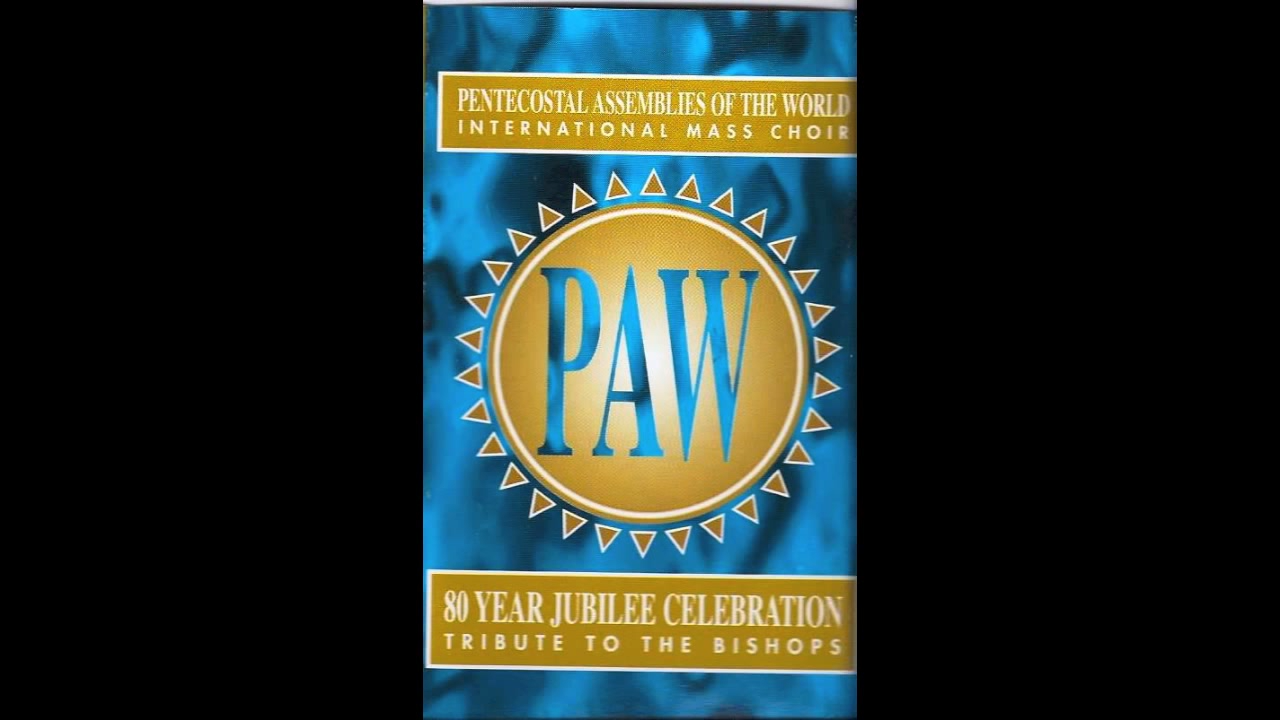 PENTECOSTAL ASSEMBLIES OF THE WORLD
INTERNATIONAL MASS CHOIR
PAW
80 YEAR JUBILEE CELEBRATION
TRIBUTE TO THE BISHOPS